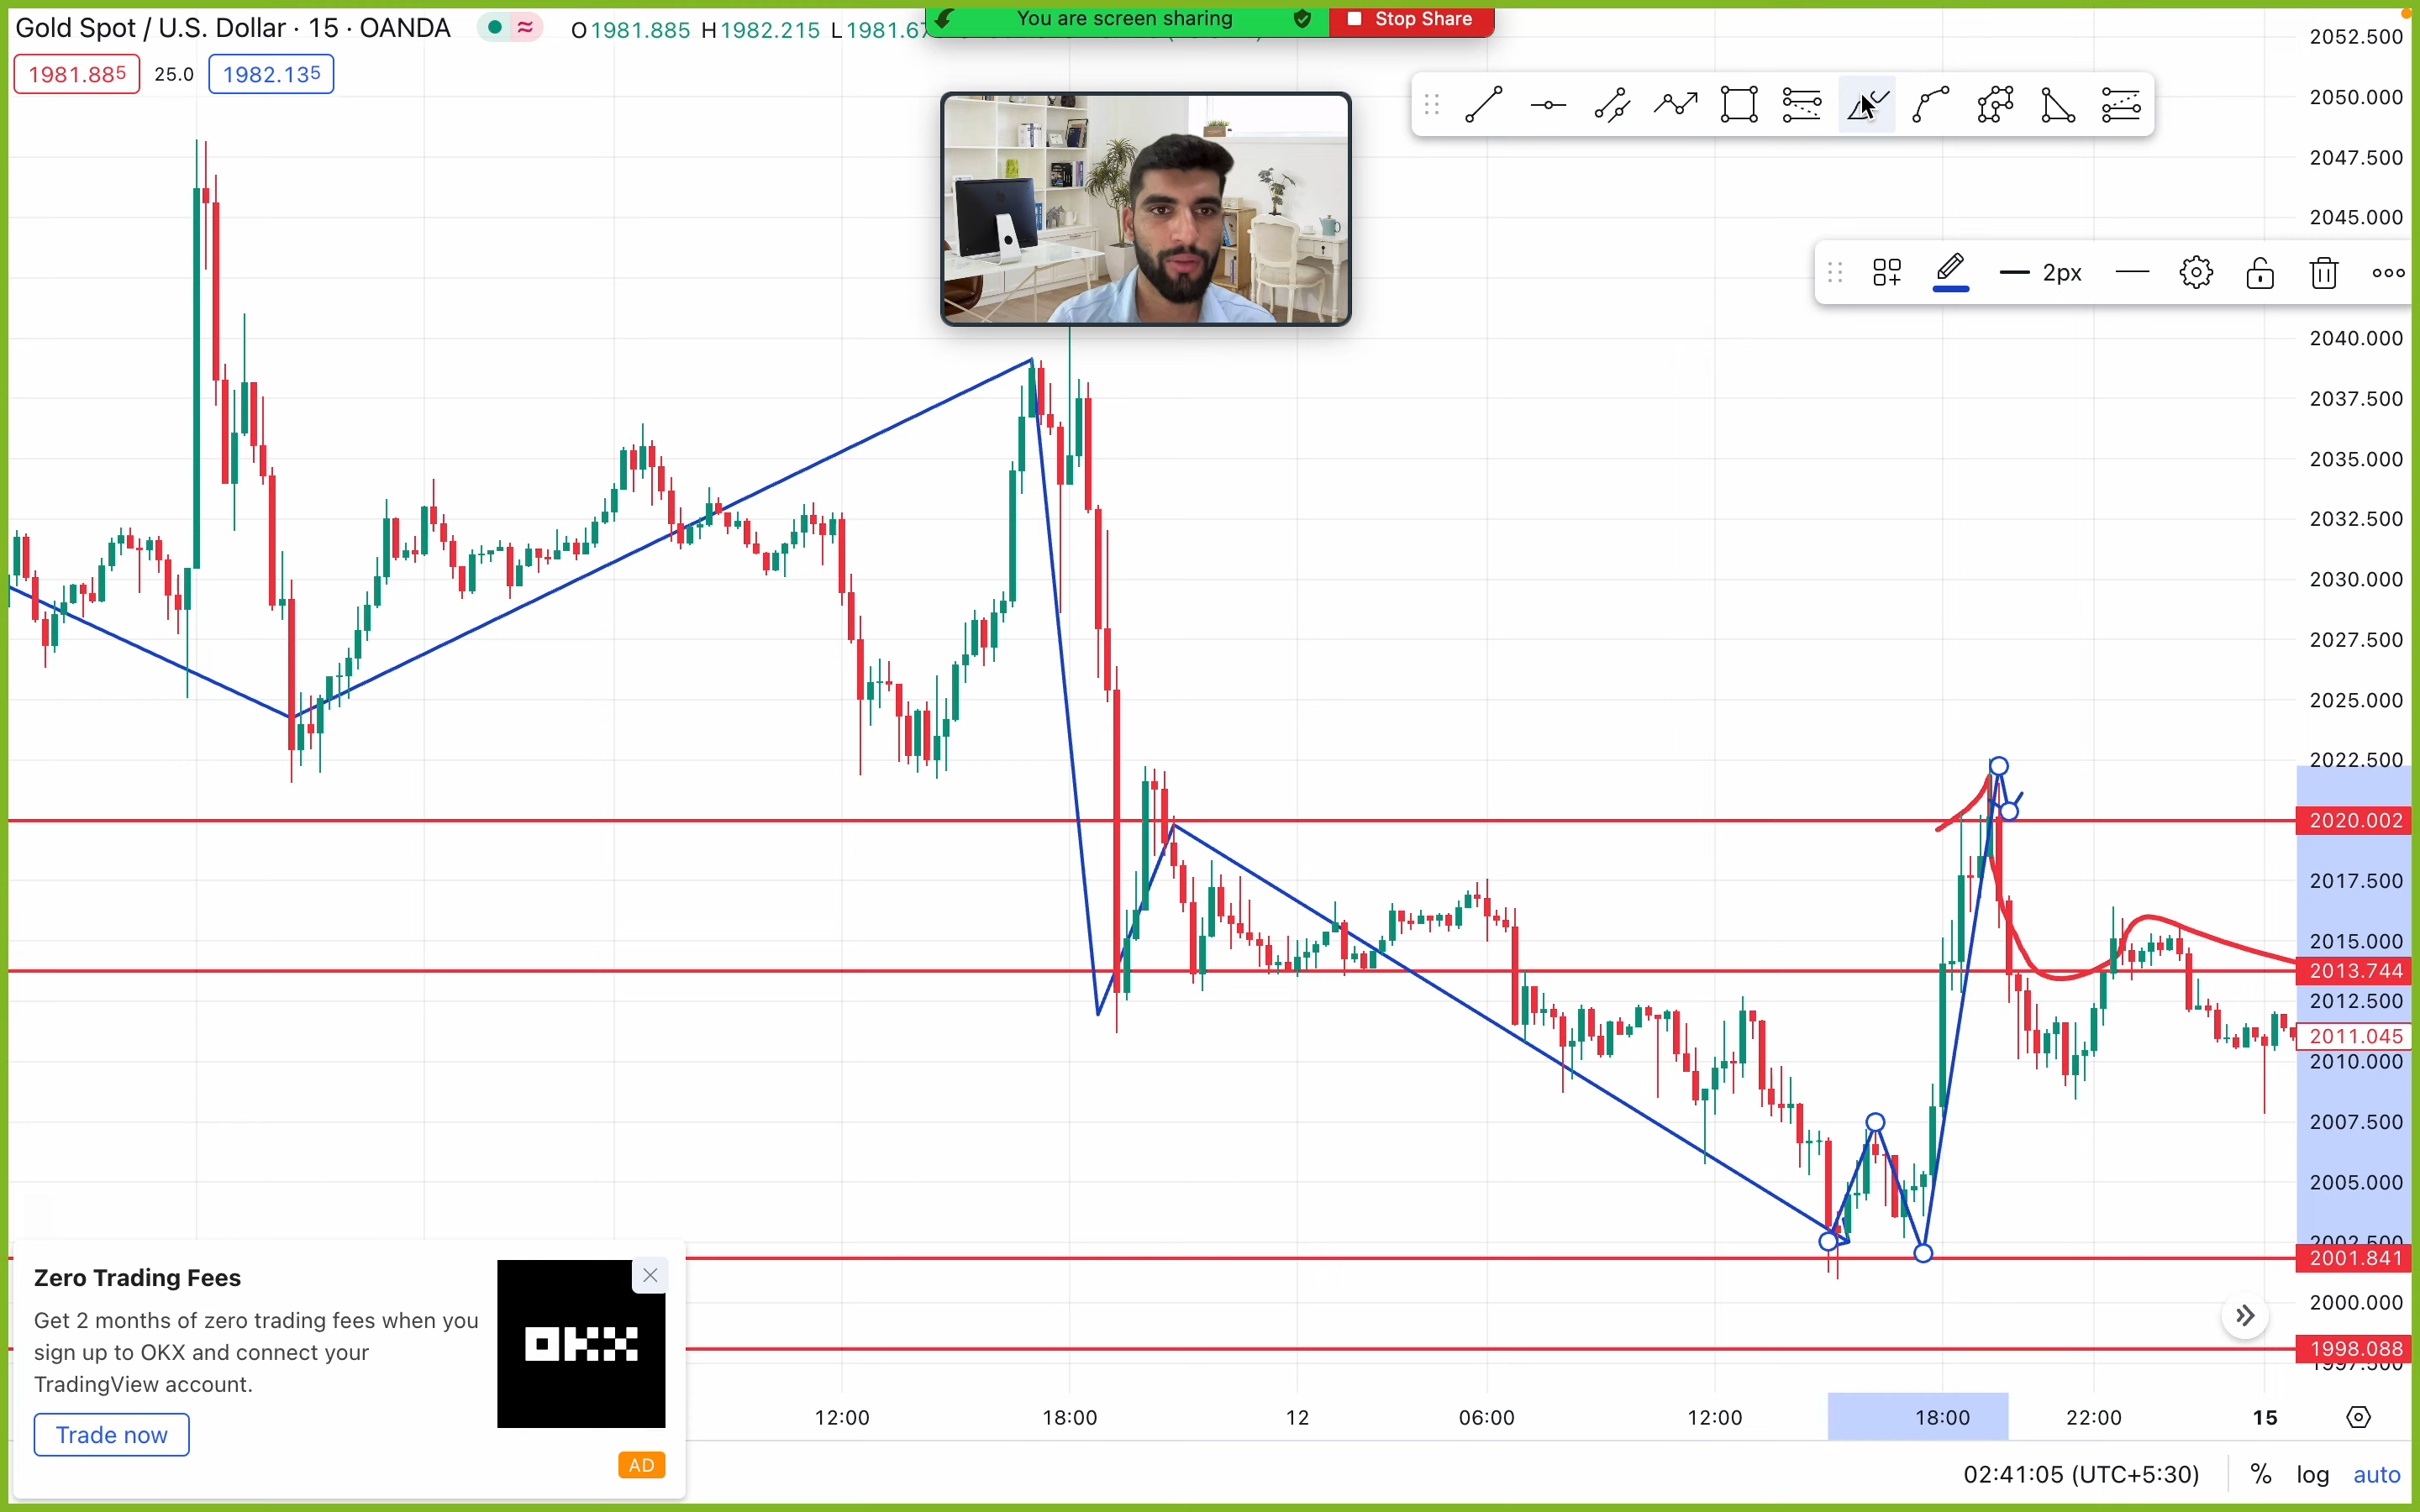 Gold Spot / U.S. Dollar · 15 · OANDA
O1981.885 H1982.215 L1981.67
You are screen sharing
Stop Share
1981.885
25.0
1982.135
2px
2052.500
2050.000
2047.500
2045.000
2040.000
2037.500
2035.000
2032.500
2030.000
2027.500
2025.000
2022.500
2020.002
2017.500
2015.000
2013.744
2012.500
2011.045
2010.000
2007.500
2005.000
2002.500
2001.841
2000.000
1998.088
1997.500
Zero Trading Fees
Get 2 months of zero trading fees when you
sign up to OKX and connect your
TradingView account.
Trade now
OKX
AD
12:00
18:00
12
06:00
12:00
18:00
22:00
15
02:41:05 (UTC+5:30)
%
log
auto